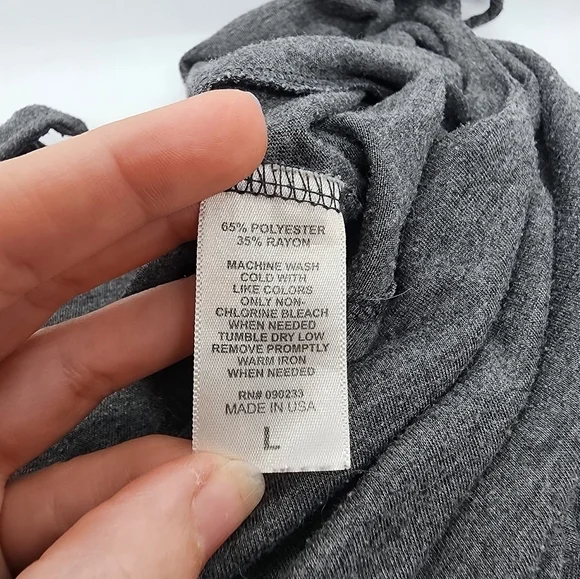 65% POLYESTER
35% RAYON
MACHINE WASH
COLD WITH
LIKE COLORS
ONLY NON-
CHLORINE BLEACH
WHEN NEEDED
TUMBLE DRY LOW
REMOVE PROMPTLY
WARM IRON
WHEN NEEDED
RN# 090233
MADE IN USA
L